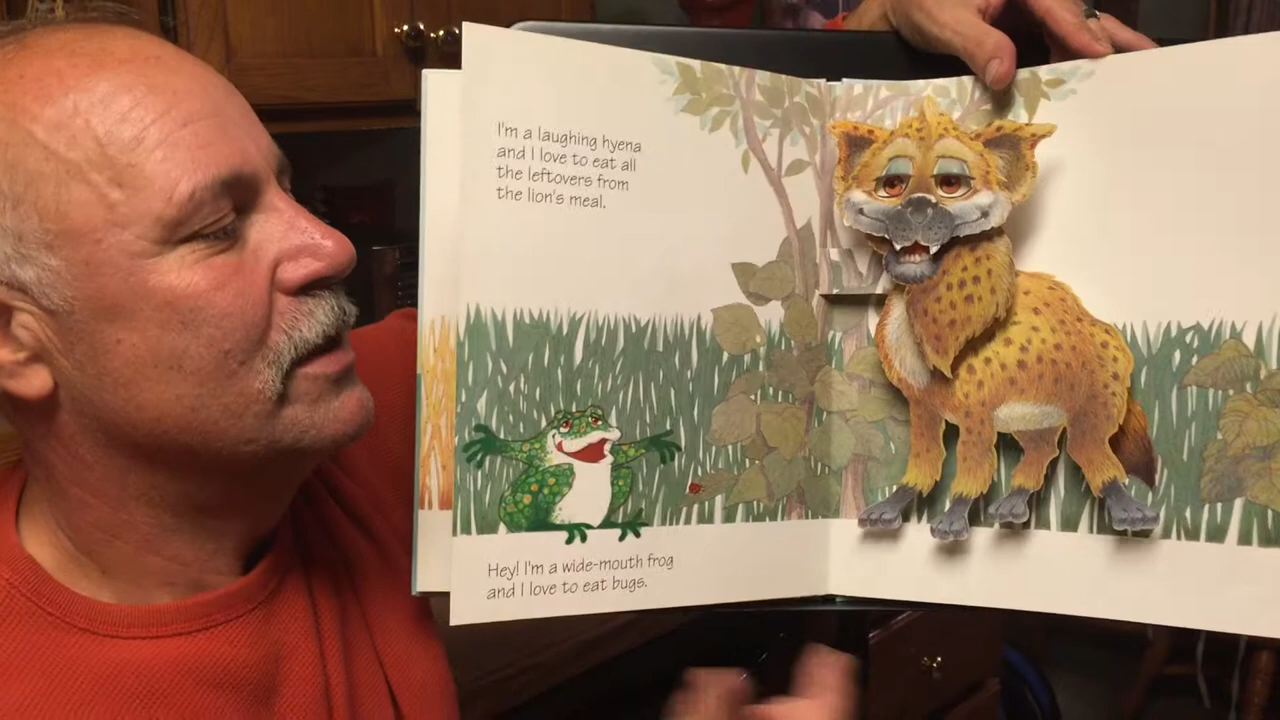 I'm a laughing hyena
and I love to eat all
the leftovers from
the lion's meal.
Hey! I'm a wide-mouth frog
and I love to eat bugs.